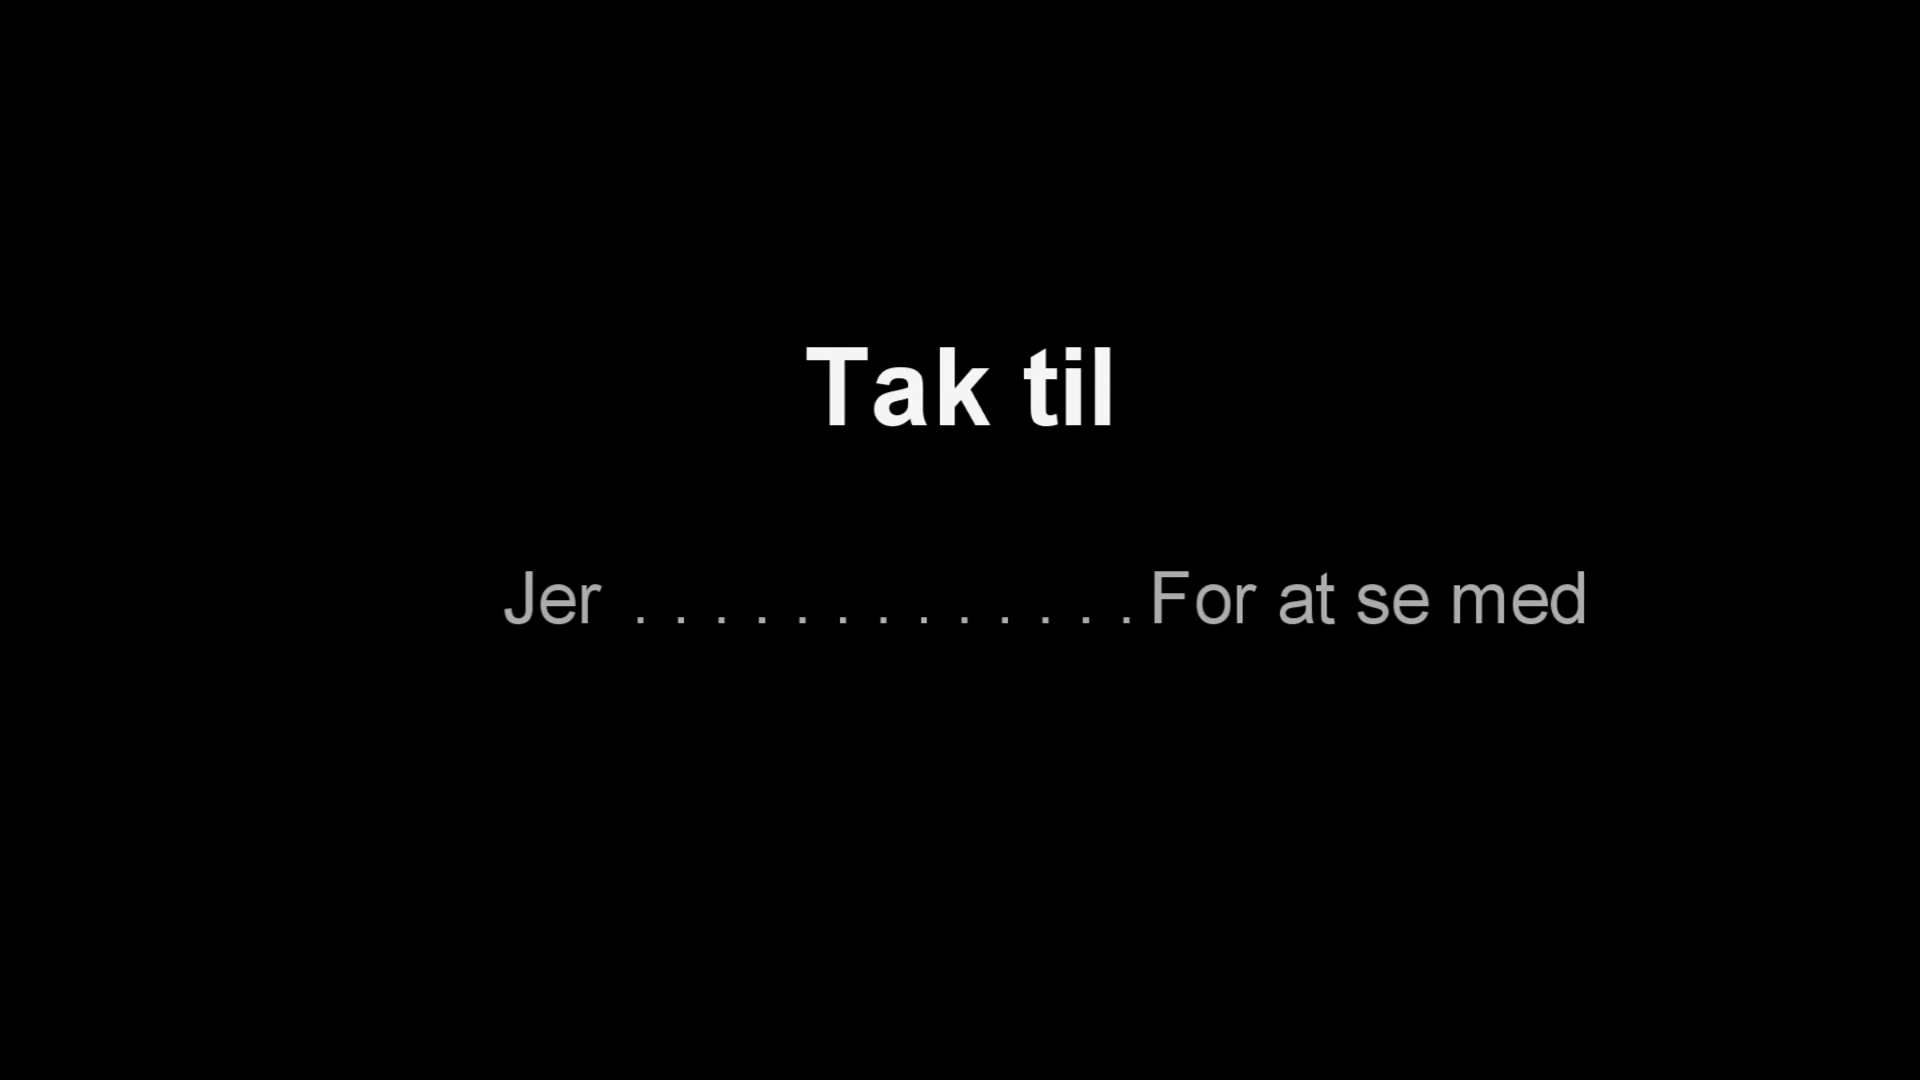 Tak til
Jer . . . . . . . . . . . . . For at se med